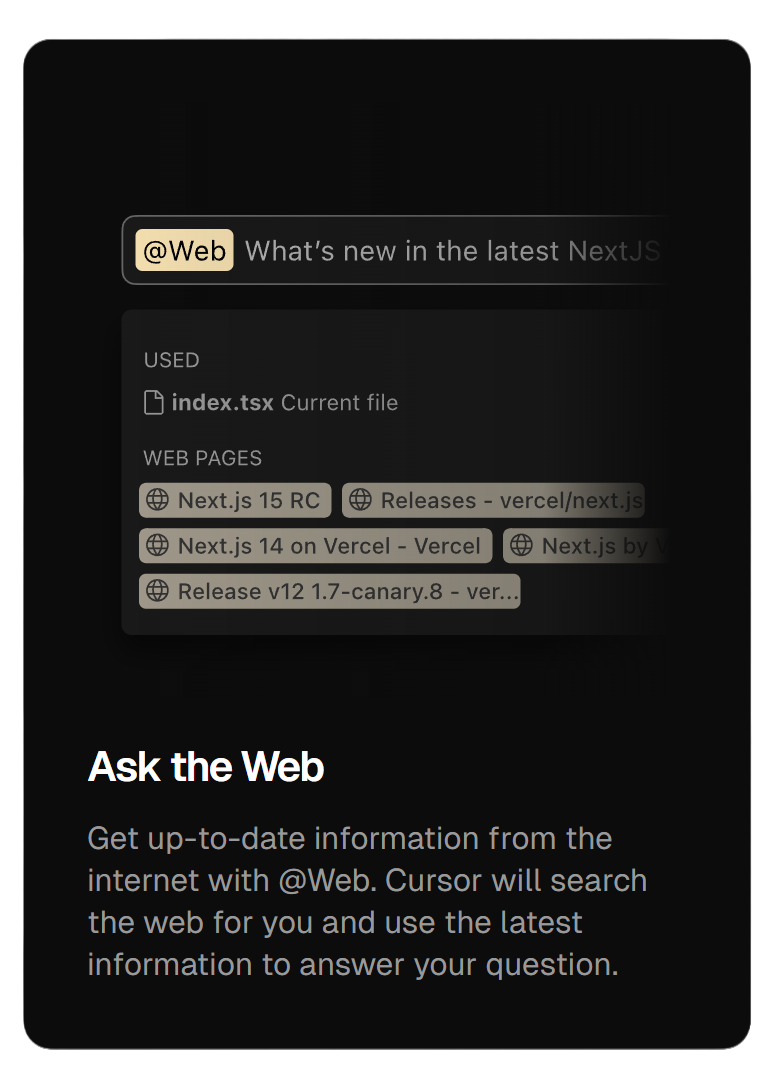 @Web What's new in the latest NextJS
USED
index.tsx Current file
WEB PAGES
Next.js 15 RC Releases - vercel/next.js
Next.js 14 on Vercel - Vercel Next.js by V
Release v12 1.7-canary.8 - ver...
Ask the Web
Get up-to-date information from the
internet with @Web. Cursor will search
the web for you and use the latest
information to answer your question.